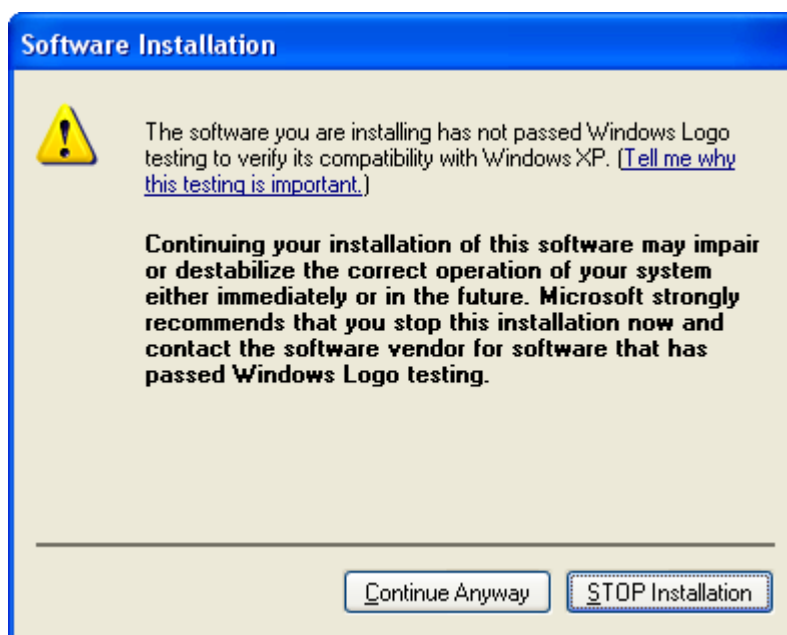 Software Installation
The software you are installing has not passed Windows Logo
testing to verify its compatibility with Windows XP. (Tell me why
this testing is important.)
Continuing your installation of this software may impair
or destabilize the correct operation of your system
either immediately or in the future. Microsoft strongly
recommends that you stop this installation now and
contact the software vendor for software that has
passed Windows Logo testing.
Continue Anyway
STOP Installation